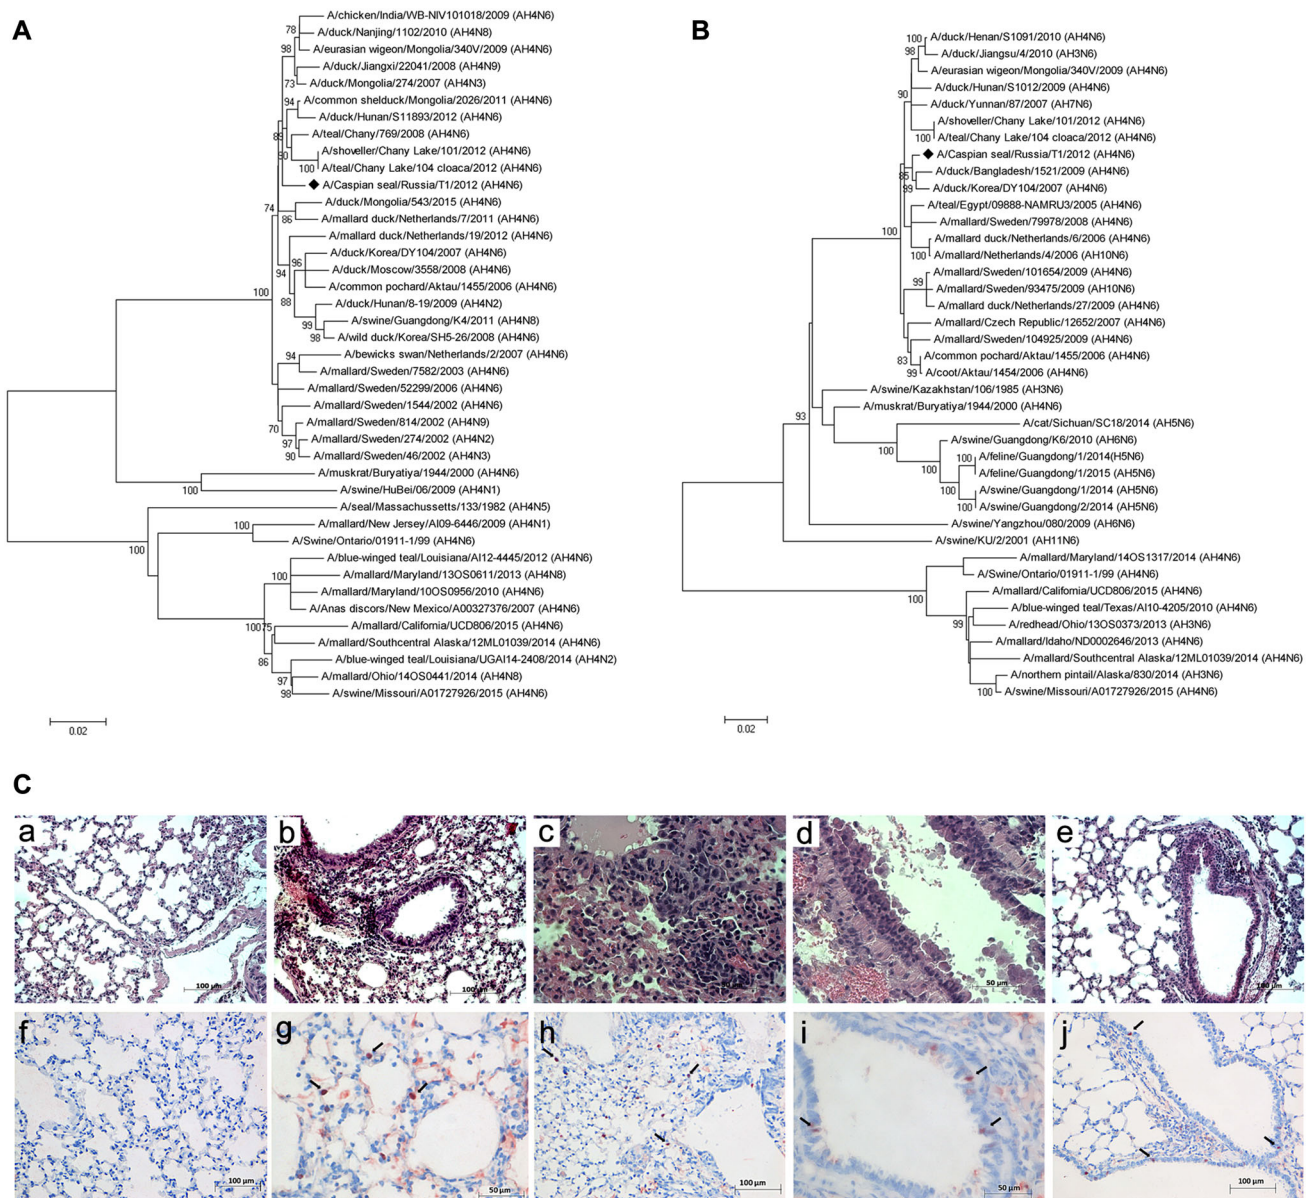 A
78
98
73
94
89
90
100
74
86
96
94
88
99
98
100
94
70
97
90
100
100
100
100
100
75
86
97
98
A/chicken/India/WB-NIV101018/2009 (AH4N6)
A/duck/Nanjing/1102/2010 (AH4N8)
A/eurasian wigeon/Mongolia/340V/2009 (AH4N6)
A/duck/Jiangxi/22041/2008 (AH4N9)
A/duck/Mongolia/274/2007 (AH4N3)
A/common shelduck/Mongolia/2026/2011 (AH4N6)
A/duck/Hunan/S11893/2012 (AH4N6)
A/teal/Chany/769/2008 (AH4N6)
A/shoveller/Chany Lake/101/2012 (AH4N6)
A/teal/Chany Lake/104 cloaca/2012 (AH4N6)
A/Caspian seal/Russia/T1/2012 (AH4N6)
A/duck/Mongolia/543/2015 (AH4N6)
A/mallard duck/Netherlands/7/2011 (AH4N6)
A/mallard duck/Netherlands/19/2012 (AH4N6)
A/duck/Korea/DY104/2007 (AH4N6)
A/duck/Moscow/3558/2008 (AH4N6)
A/common pochard/Aktau/1455/2006 (AH4N6)
A/duck/Hunan/8-19/2009 (AH4N2)
A/swine/Guangdong/K4/2011 (AH4N8)
A/wild duck/Korea/SH5-26/2008 (AH4N6)
A/bewicks swan/Netherlands/2/2007 (AH4N6)
A/mallard/Sweden/7582/2003 (AH4N6)
A/mallard/Sweden/52299/2006 (AH4N6)
A/mallard/Sweden/1544/2002 (AH4N6)
A/mallard/Sweden/814/2002 (AH4N9)
A/mallard/Sweden/274/2002 (AH4N2)
A/mallard/Sweden/46/2002 (AH4N3)
A/muskrat/Buryatiya/1944/2000 (AH4N6)
A/swine/HuBei/06/2009 (AH4N1)
A/seal/Massachussetts/133/1982 (AH4N5)
A/mallard/New Jersey/AI09-6446/2009 (AH4N1)
A/Swine/Ontario/01911-1/99 (AH4N6)
A/blue-winged teal/Louisiana/AI12-4445/2012 (AH4N6)
A/mallard/Maryland/13OS0611/2013 (AH4N8)
A/mallard/Maryland/10OS0956/2010 (AH4N6)
A/Anas discors/New Mexico/A00327376/2007 (AH4N6)
A/mallard/California/UCD806/2015 (AH4N6)
A/mallard/Southcentral Alaska/12ML01039/2014 (AH4N6)
A/blue-winged teal/Louisiana/UGAI14-2408/2014 (AH4N2)
A/mallard/Ohio/14OS0441/2014 (AH4N8)
A/swine/Missouri/A01727926/2015 (AH4N6)
0.02
B
100
98
90
100
85
99
100
100
99
83
99
93
100
100
100
100
100
100
99
100
A/duck/Henan/S1091/2010 (AH4N6)
A/duck/Jiangsu/4/2010 (AH3N6)
A/eurasian wigeon/Mongolia/340V/2009 (AH4N6)
A/duck/Hunan/S1012/2009 (AH4N6)
A/duck/Yunnan/87/2007 (AH7N6)
A/shoveller/Chany Lake/101/2012 (AH4N6)
A/teal/Chany Lake/104 cloaca/2012 (AH4N6)
A/Caspian seal/Russia/T1/2012 (AH4N6)
A/duck/Bangladesh/1521/2009 (AH4N6)
A/duck/Korea/DY104/2007 (AH4N6)
A/teal/Egypt/09888-NAMRU3/2005 (AH4N6)
A/mallard/Sweden/79978/2008 (AH4N6)
A/mallard duck/Netherlands/6/2006 (AH4N6)
A/mallard/Netherlands/4/2006 (AH10N6)
A/mallard/Sweden/101654/2009 (AH4N6)
A/mallard/Sweden/93475/2009 (AH10N6)
A/mallard duck/Netherlands/27/2009 (AH4N6)
A/mallard/Czech Republic/12652/2007 (AH4N6)
A/mallard/Sweden/104925/2009 (AH4N6)
A/common pochard/Aktau/1455/2006 (AH4N6)
A/coot/Aktau/1454/2006 (AH4N6)
A/swine/Kazakhstan/106/1985 (AH3N6)
A/muskrat/Buryatiya/1944/2000 (AH4N6)
A/cat/Sichuan/SC18/2014 (AH5N6)
A/swine/Guangdong/K6/2010 (AH6N6)
A/feline/Guangdong/1/2014(H5N6)
A/feline/Guangdong/1/2015 (AH5N6)
A/swine/Guangdong/1/2014 (AH5N6)
A/swine/Guangdong/2/2014 (AH5N6)
A/swine/Yangzhou/080/2009 (AH6N6)
A/swine/KU/2/2001 (AH11N6)
A/mallard/Maryland/14OS1317/2014 (AH4N6)
A/Swine/Ontario/01911-1/99 (AH4N6)
A/mallard/California/UCD806/2015 (AH4N6)
A/blue-winged teal/Texas/AI10-4205/2010 (AH4N6)
A/redhead/Ohio/13OS0373/2013 (AH3N6)
A/mallard/Idaho/ND0002646/2013 (AH4N6)
A/mallard/Southcentral Alaska/12ML01039/2014 (AH4N6)
A/northern pintail/Alaska/830/2014 (AH3N6)
A/swine/Missouri/A01727926/2015 (AH4N6)
0.02
C
a
100 µm
b
100 µm
c
d
50 µm
e
100 µm
f
100 µm
g
50 µm
h
100 µm
i
50 µm
j
100 µm